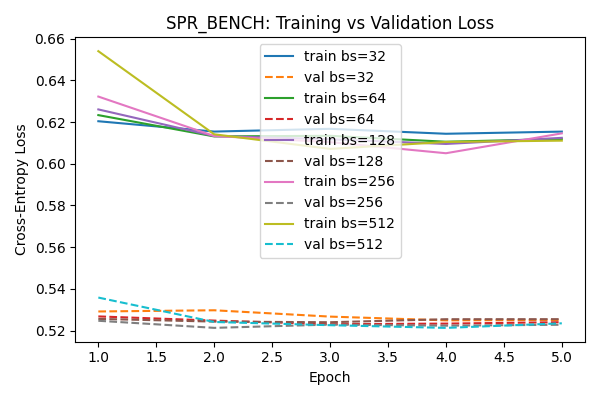 SPR_BENCH: Training vs Validation Loss
Cross-Entropy Loss
0.66
0.64
0.62
0.60
0.58
0.56
0.54
0.52
train bs=32
val bs=32
train bs=64
val bs=64
train bs=128
val bs=128
train bs=256
val bs=256
train bs=512
val bs=512
1.0 1.5 2.0 2.5 3.0 3.5 4.0 4.5 5.0
Epoch